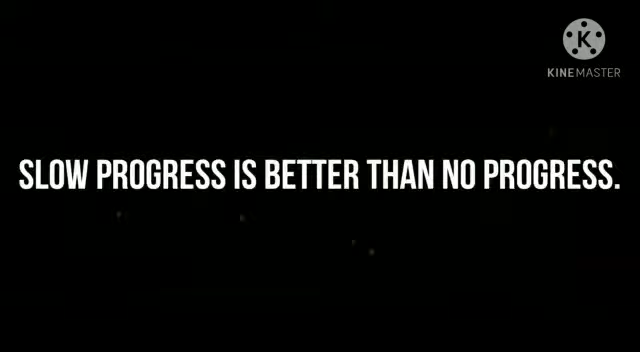 K
KINEMASTER
SLOW PROGRESS IS BETTER THAN NO PROGRESS.